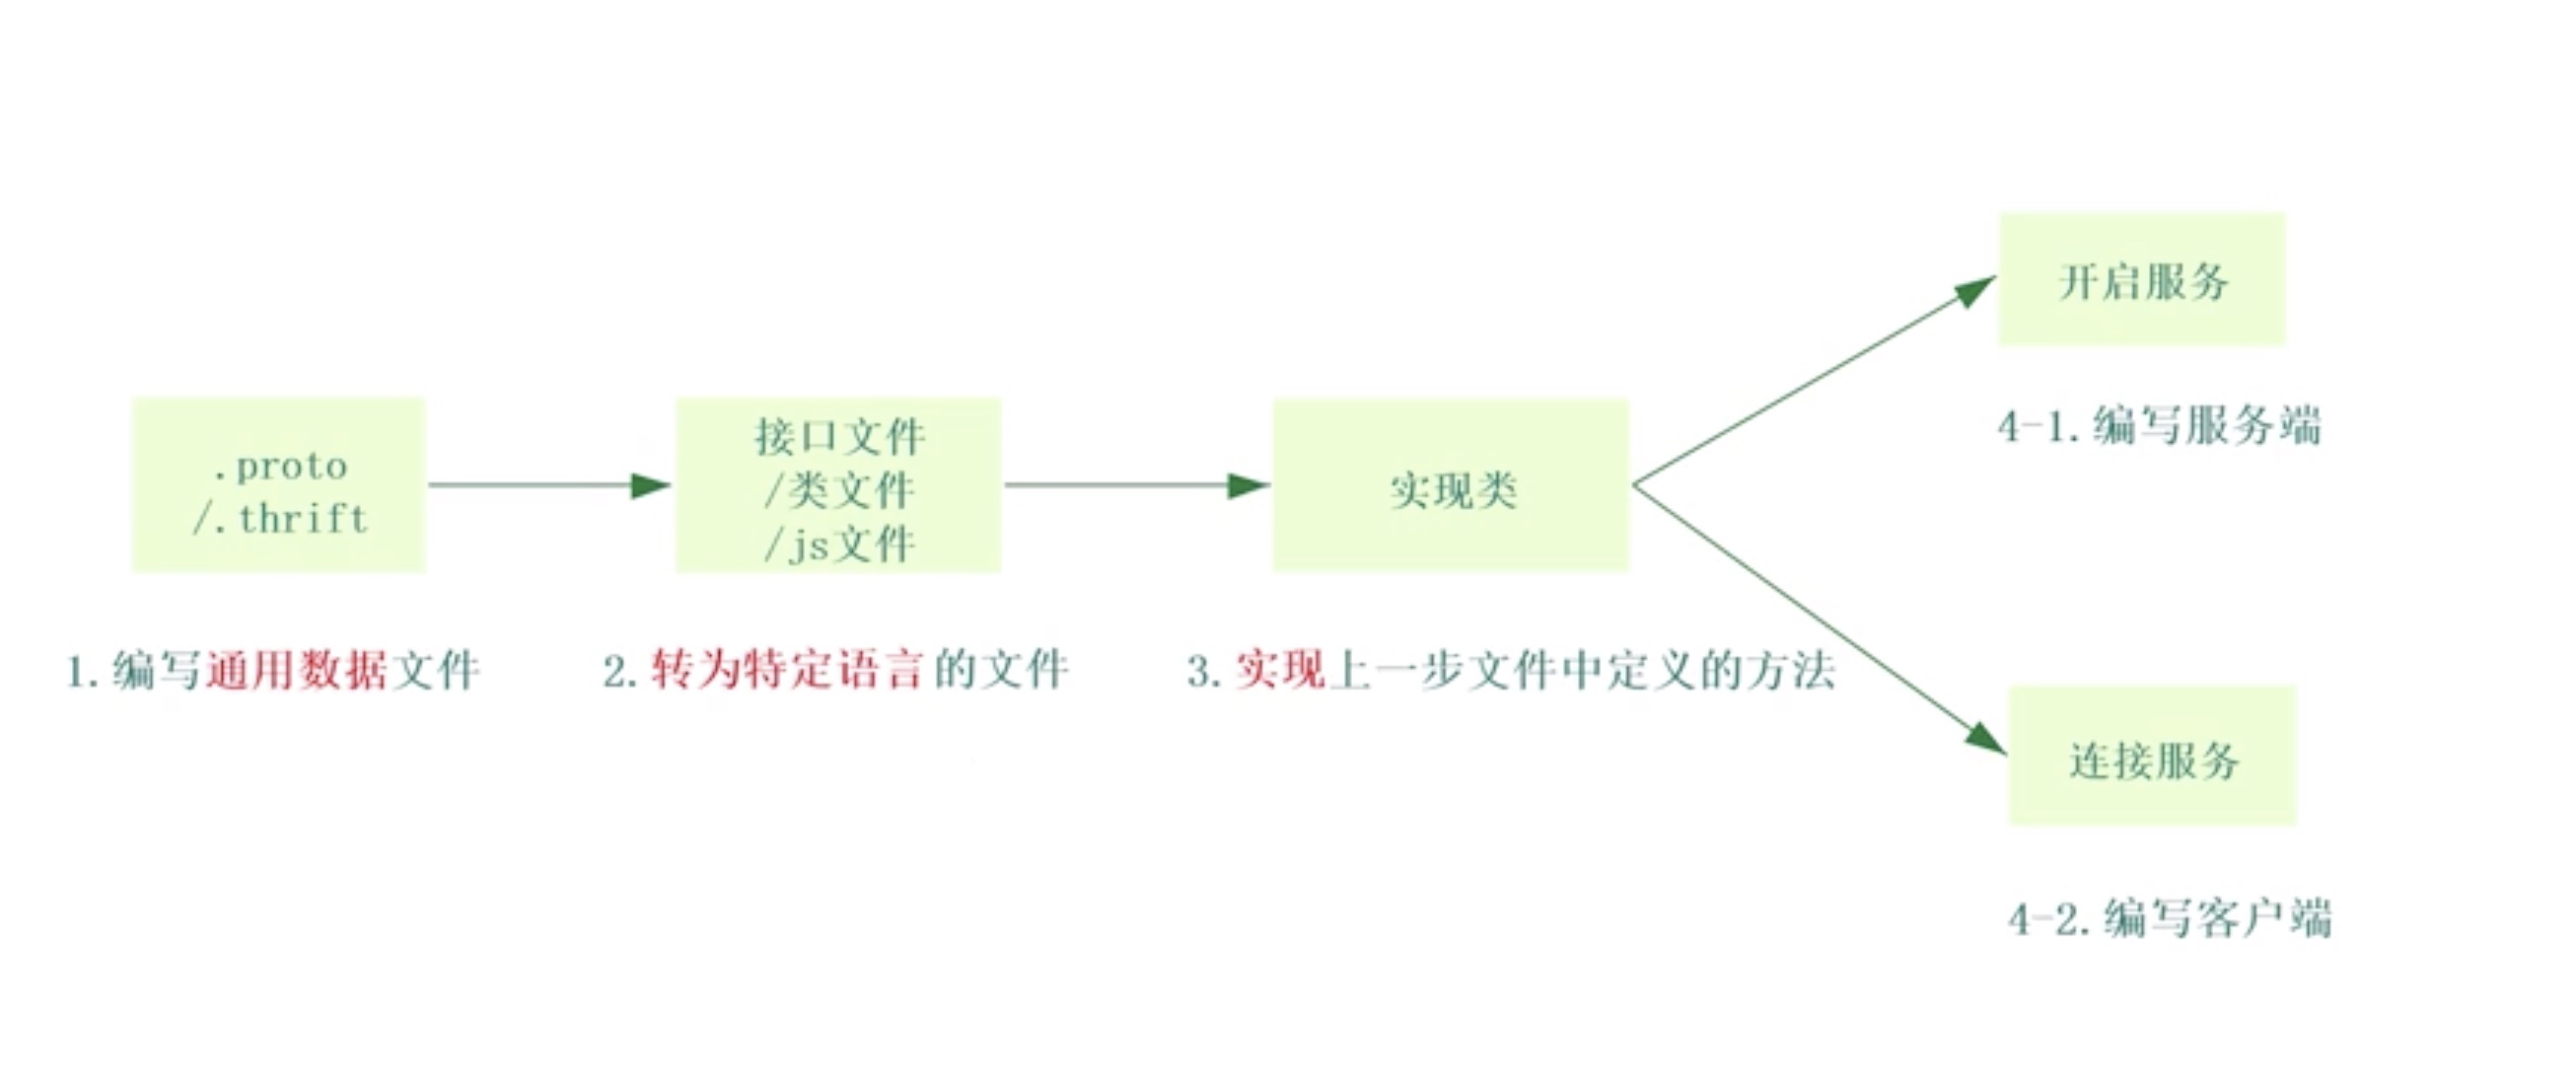 .proto
/.thrift
1.编写通用数据文件
接口文件
/类文件
/js文件
2.转为特定语言的文件
实现类
3.实现上一步文件中定义的方法
开启服务
4-1.编写服务端
连接服务
4-2.编写客户端